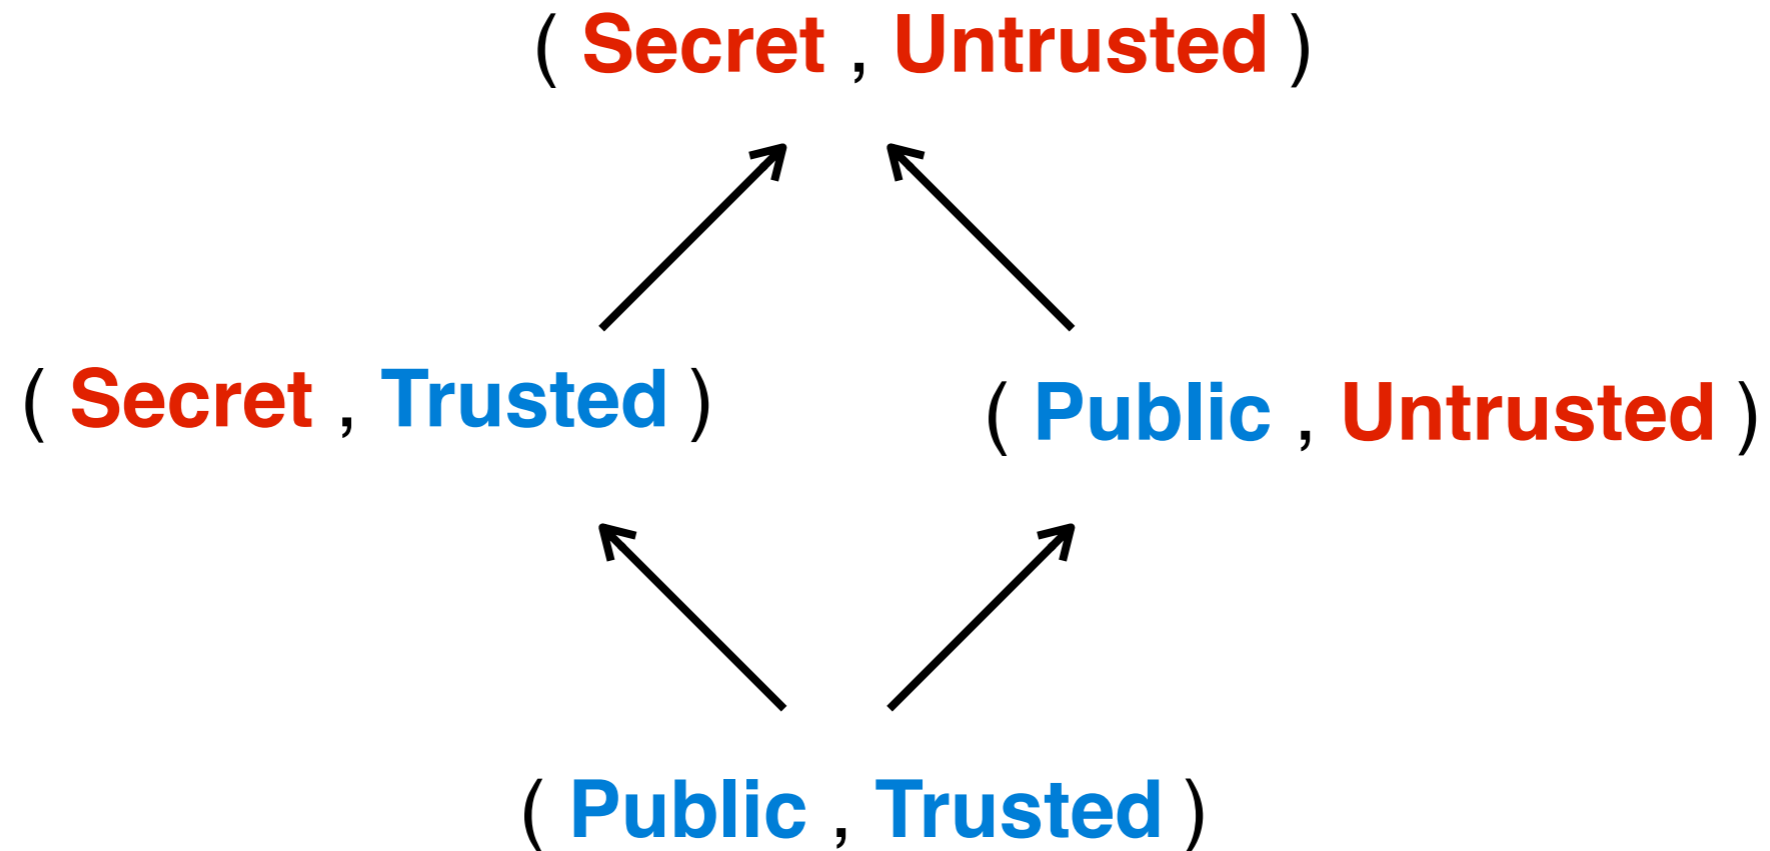 ( Secret , Untrusted )
( Secret , Trusted )
( Public , Untrusted )
( Public , Trusted )